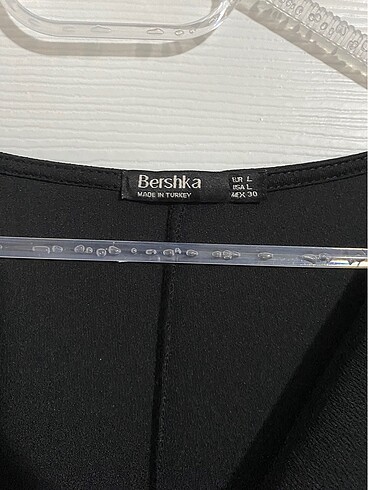 Bershka
MADE IN TURKEY
EUR L
USA L
MEX 30